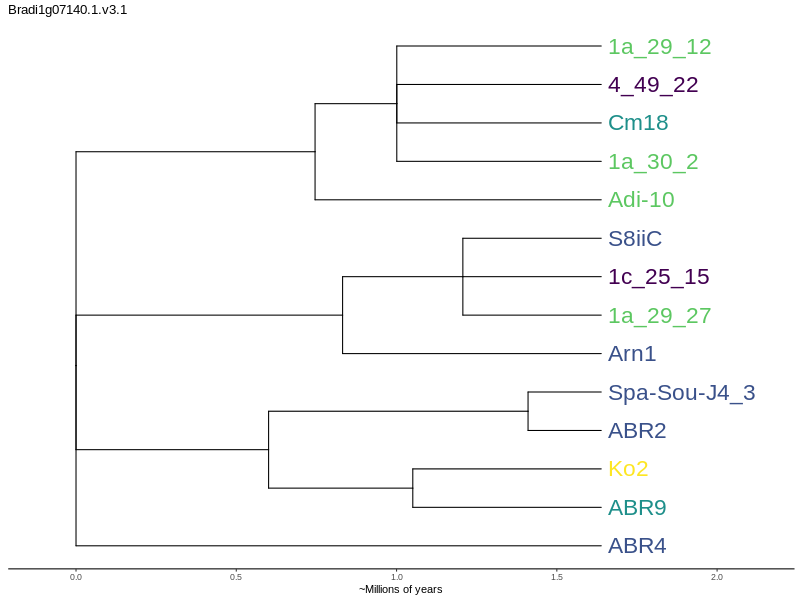 Bradi1g07140.1.v3.1
1a_29_12
4_49_22
Cm18
1a_30_2
Adi-10
S8iiC
1c_25_15
1a_29_27
Arn1
Spa-Sou-J4_3
ABR2
Ko2
ABR9
ABR4
0.0 0.5 1.0 1.5 2.0
~Millions of years